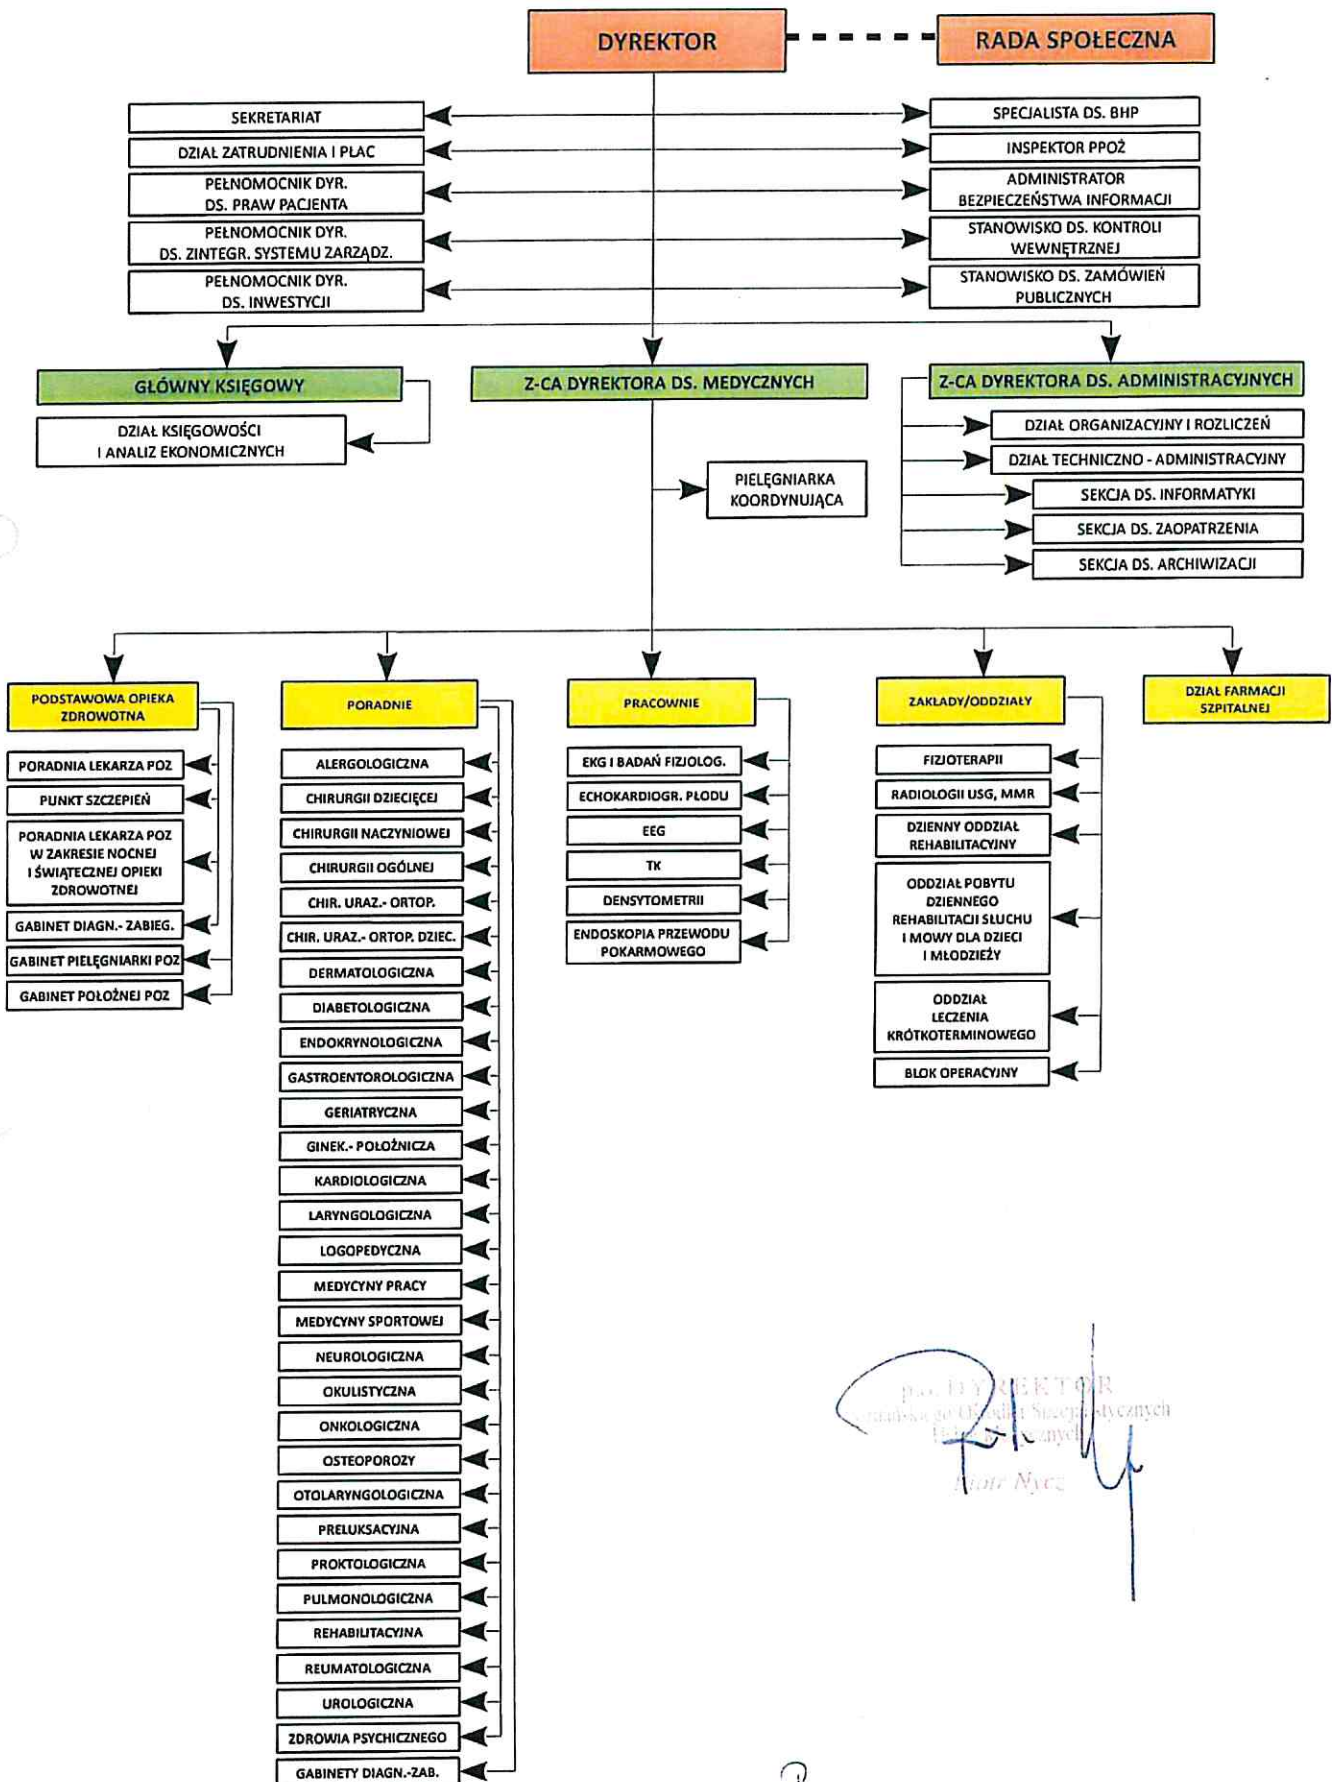 DYREKTOR
RADA SPOŁECZNA
SEKRETARIAT
SPECJALISTA DS. BHP
DZIAŁ ZATRUDNIENIA I PŁAC
INSPEKTOR PPOŻ
PEŁNOMOCNIK DYR.
DS. PRAW PACJENTA
ADMINISTRATOR
BEZPIECZEŃSTWA INFORMACJI
PEŁNOMOCNIK DYR.
DS. ZINTEGR. SYSTEMU ZARZĄDZ.
STANOWISKO DS. KONTROLI
WEWNĘTRZNEJ
PEŁNOMOCNIK DYR.
DS. INWESTYCJI
STANOWISKO DS. ZAMÓWIEŃ
PUBLICZNYCH
GŁÓWNY KSIĘGOWY
Z-CA DYREKTORA DS. MEDYCZNYCH
Z-CA DYREKTORA DS. ADMINISTRACYJNYCH
DZIAŁ KSIĘGOWOŚCI
I ANALIZ EKONOMICZNYCH
PIELĘGNIARKA
KOORDYNUJĄCA
DZIAŁ ORGANIZACYJNY I ROZLICZEŃ
DZIAŁ TECHNICZNO - ADMINISTRACYJNY
SEKCJA DS. INFORMATYKI
SEKCJA DS. ZAOPATRZENIA
SEKCJA DS. ARCHIWIZACJI
PODSTAWOWA OPIEKA
ZDROWOTNA
PORADNIA LEKARZA POZ
PUNKT SZCZEPIEŃ
PORADNIA LEKARZA POZ
W ZAKRESIE NOCNEJ
I ŚWIĄTECZNEJ OPIEKI
ZDROWOTNEJ
GABINET DIAGN.- ZABIEG.
GABINET PIELĘGNIARKI POZ
GABINET POŁOŻNEJ POZ
PORADNIE
ALERGOLOGICZNA
CHIRURGII DZIECIĘCEJ
CHIRURGII NACZYNIOWEJ
CHIRURGII OGÓLNEJ
CHIR. URAZ.- ORTOP.
CHIR. URAZ.- ORTOP. DZIEC.
DERMATOLOGICZNA
DIABETOLOGICZNA
ENDOKRYNOLOGICZNA
GASTROENTOROLOGICZNA
GERIATRYCZNA
GINEK.- POŁOŻNICZA
KARDIOLOGICZNA
LARYNGOLOGICZNA
LOGOPEDYCZNA
MEDYCYNY PRACY
MEDYCYNY SPORTOWEJ
NEUROLOGICZNA
OKULISTYCZNA
ONKOLOGICZNA
OSTEOPOROZY
OTOLARYNGOLOGICZNA
PRELUKSACYJNA
PROKTOLOGICZNA
PULMONOLOGICZNA
REHABILITACYJNA
REUMATOLOGICZNA
UROLOGICZNA
ZDROWIA PSYCHICZNEGO
GABINETY DIAGN.-ZAB.
PRACOWNIE
EKG I BADAŃ FIZJOLOG.
ECHOKARDIOGR. PŁODU
EEG
TK
DENSYTOMETRII
ENDOSKOPIA PRZEWODU
POKARMOWEGO
ZAKŁADY/ODDZIAŁY
FIZJOTERAPII
RADIOLOGII USG, MMR
DZIENNY ODDZIAŁ
REHABILITACYJNY
ODDZIAŁ POBYTU
DZIENNEGO
REHABILITACJI SŁUCHU
I MOWY DLA DZIECI
I MŁODZIEŻY
ODDZIAŁ
LECZENIA
KRÓTKOTERMINOWEGO
BLOK OPERACYJNY
DZIAŁ FARMACJI
SZPITALNEJ
DYREKTOR
Piotr Nycz